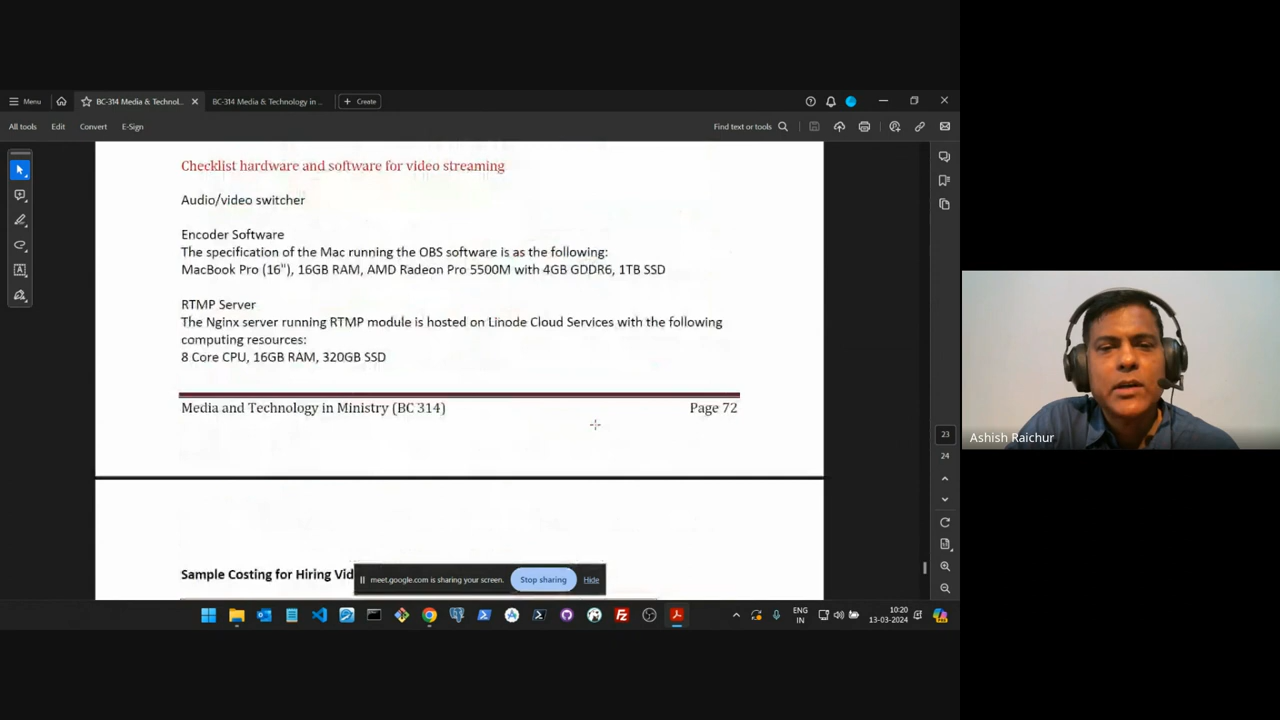 Menu
BC-314 Media & Technol...
BC-314 Media & Technology in ...
Create
All tools
Edit
Convert
E-Sign
Find text or tools
Checklist hardware and software for video streaming
Audio/video switcher
Encoder Software
The specification of the Mac running the OBS software is as the following:
MacBook Pro (16"), 16GB RAM, AMD Radeon Pro 5500M with 4GB GDDR6, 1TB SSD
RTMP Server
The Nginx server running RTMP module is hosted on Linode Cloud Services with the following
computing resources:
8 Core CPU, 16GB RAM, 320GB SSD
Media and Technology in Ministry (BC 314)
Page 72
23
24
Sample Costing for Hiring Vid
meet.google.com is sharing your screen.
Stop sharing
Hide
ENG
IN
10:20
13-03-2024
Ashish Raichur